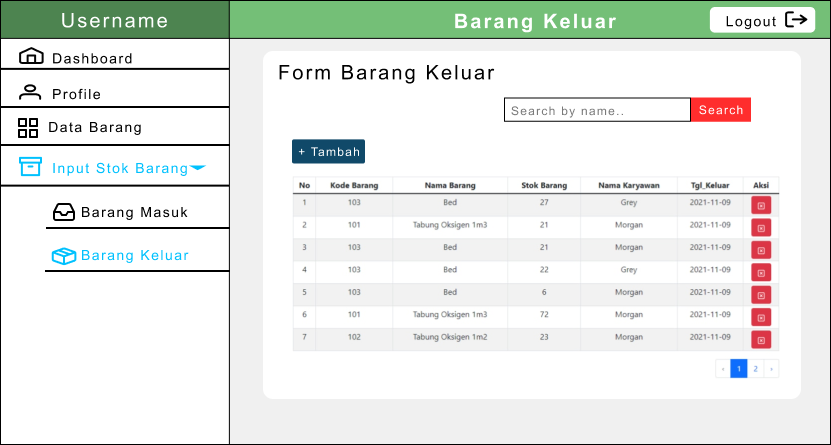 Username
Barang Keluar
Logout
Dashboard
Profile
Data Barang
Input Stok Barang
Barang Masuk
Barang Keluar
Form Barang Keluar
Search by name..
Search
+ Tambah
No Kode Barang Nama Barang Stok Barang Nama Karyawan Tgl_Keluar Aksi
1 103 Bed 27 Grey 2021-11-09
2 101 Tabung Oksigen 1m3 21 Morgan 2021-11-09
3 103 Bed 21 Morgan 2021-11-09
4 103 Bed 22 Grey 2021-11-09
5 103 Bed 6 Morgan 2021-11-09
6 101 Tabung Oksigen 1m3 72 Morgan 2021-11-09
7 102 Tabung Oksigen 1m2 23 Morgan 2021-11-09
‹ 1 2 ›